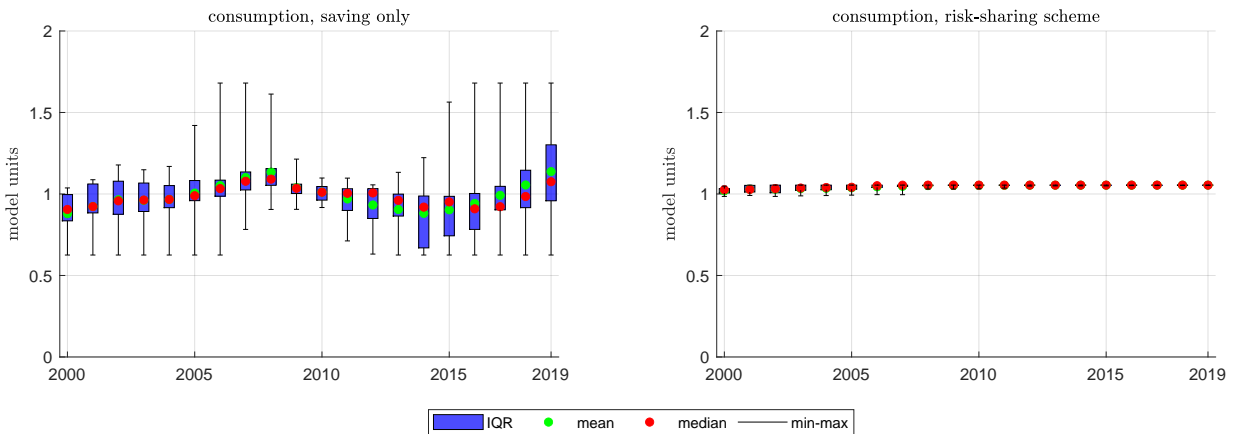 consumption, saving only
2
1.5
1
0.5
0
model units
2000 2005 2010 2015 2019
consumption, risk-sharing scheme
2
1.5
1
0.5
0
model units
2000 2005 2010 2015 2019
IQR mean median min-max